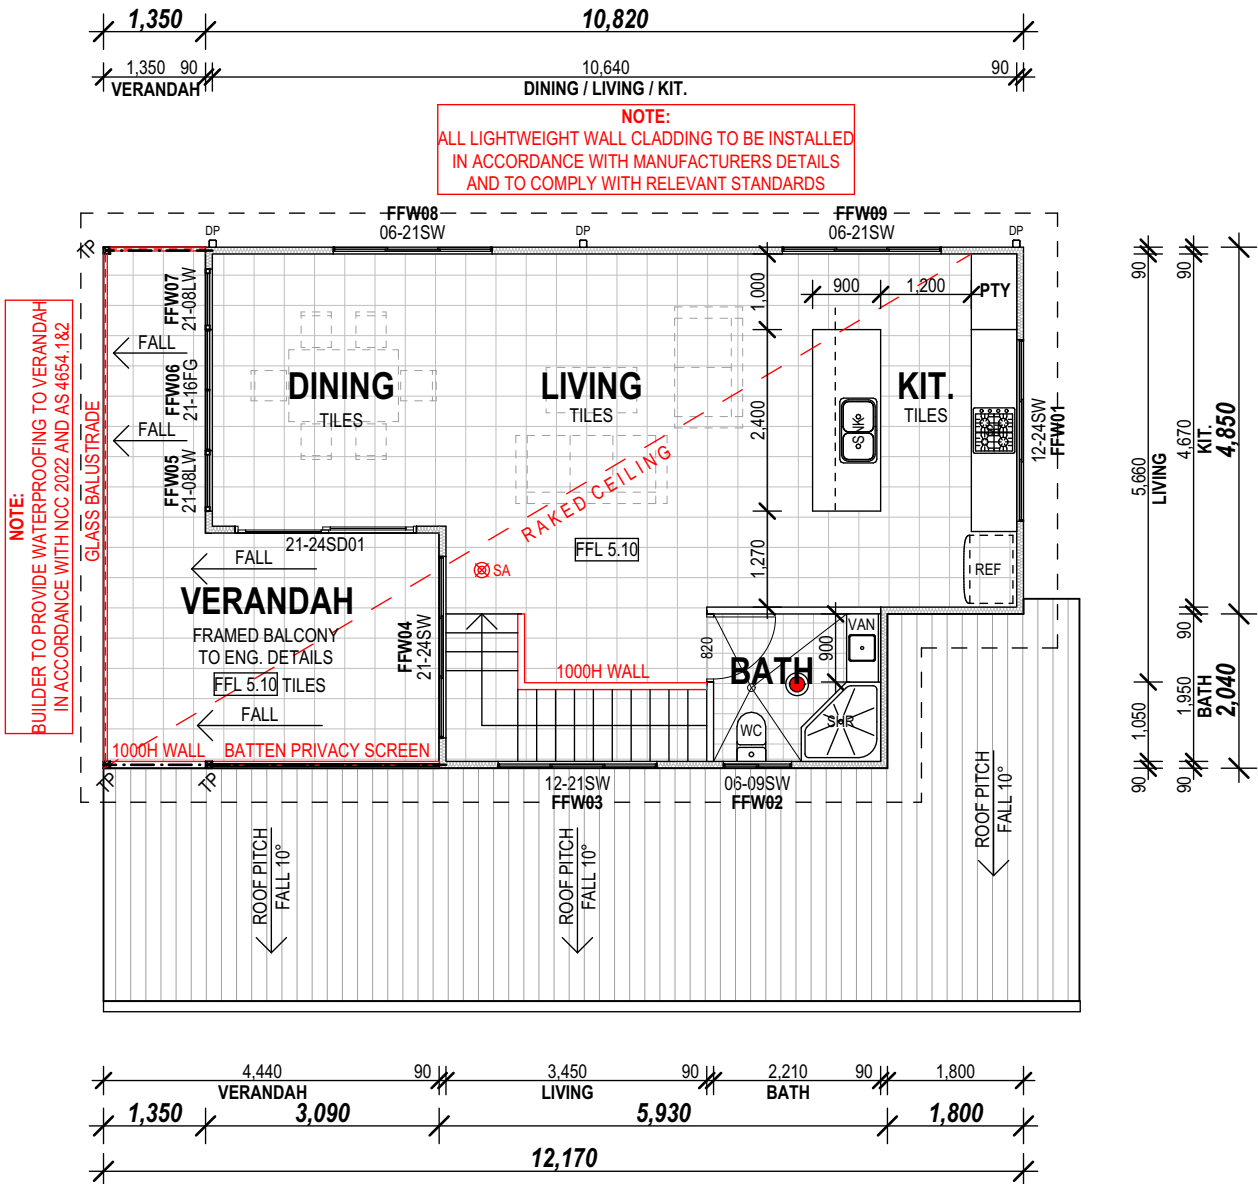 1,350
10,820
1,350 90
10,640
90
VERANDAH
DINING / LIVING / KIT.
NOTE:
ALL LIGHTWEIGHT WALL CLADDING TO BE INSTALLED
IN ACCORDANCE WITH MANUFACTURERS DETAILS
AND TO COMPLY WITH RELEVANT STANDARDS
FFW08
06-21SW
FFW09
06-21SW
DP
DP
DP
TP
FFW07
21-08LW
FFW06
21-16FG
FFW05
21-08LW
FALL
FALL
GLASS BALUSTRADE
NOTE:
BUILDER TO PROVIDE WATERPROOFING TO VERANDAH
IN ACCORDANCE WITH NCC 2022 AND AS 4654.1&2
DINING
TILES
LIVING
TILES
KIT.
TILES
1,000
900
1,200
PTY
2,400
SNK
12-24SW
FFW01
RAKED CEILING
1,270
REF
FFL 5.10
SA
21-24SD01
FALL
VERANDAH
FRAMED BALCONY
TO ENG. DETAILS
FFL 5.10 TILES
FALL
FFW04
21-24SW
1000H WALL
820
BATH
900
VAN
WC
SHR
1000H WALL
BATTEN PRIVACY SCREEN
TP
TP
12-21SW
FFW03
06-09SW
FFW02
ROOF PITCH
FALL 10°
ROOF PITCH
FALL 10°
ROOF PITCH
FALL 10°
90
5,660
LIVING
1,050
90
90
4,670
KIT.
90
1,950
BATH
90
4,850
2,040
4,440
90
3,450
90
2,210
90
1,800
VERANDAH
LIVING
BATH
1,350
3,090
5,930
1,800
12,170